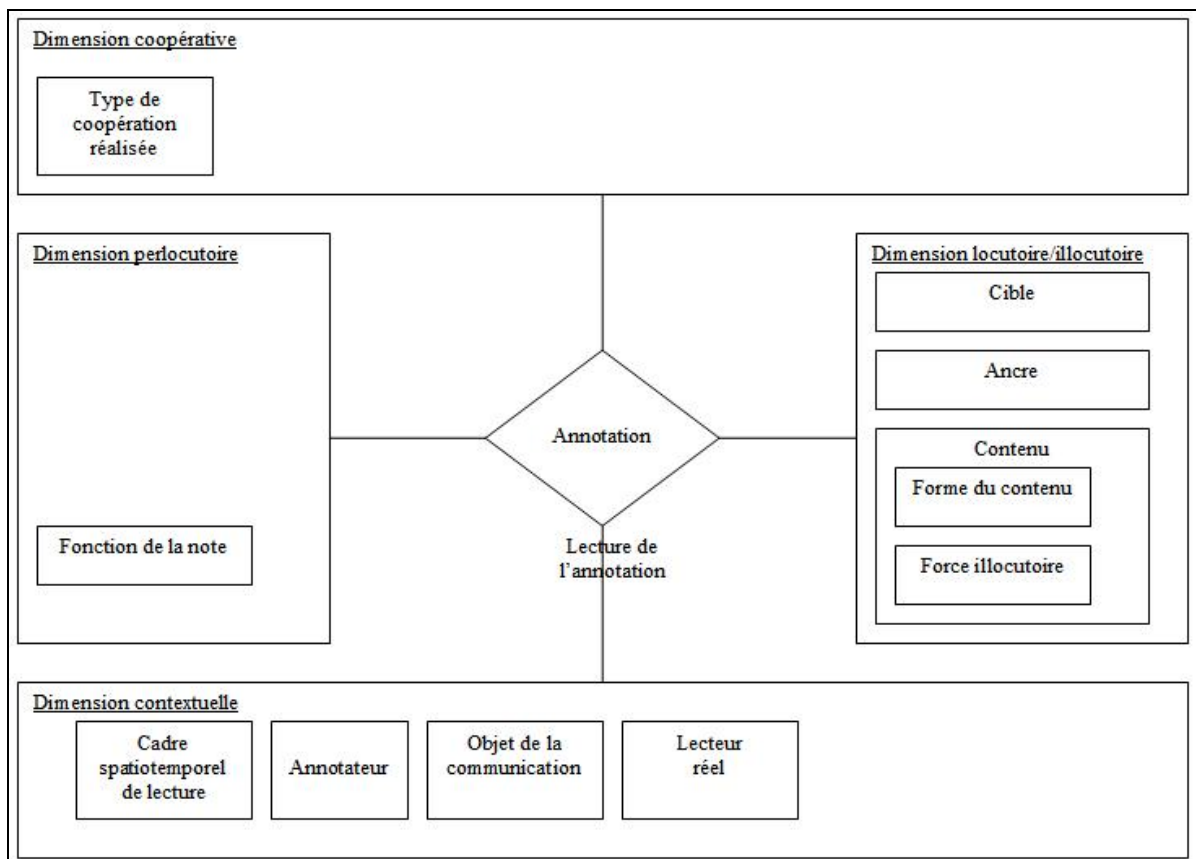 Dimension coopérative
Type de
coopération
réalisée
Dimension perlocutoire
Fonction de la note
Annotation
Lecture de
l’annotation
Dimension locutoire/illocutoire
Cible
Ancre
Contenu
Forme du contenu
Force illocutoire
Dimension contextuelle
Cadre
spatiotemporel
de lecture
Annotateur
Objet de la
communication
Lecteur
réel